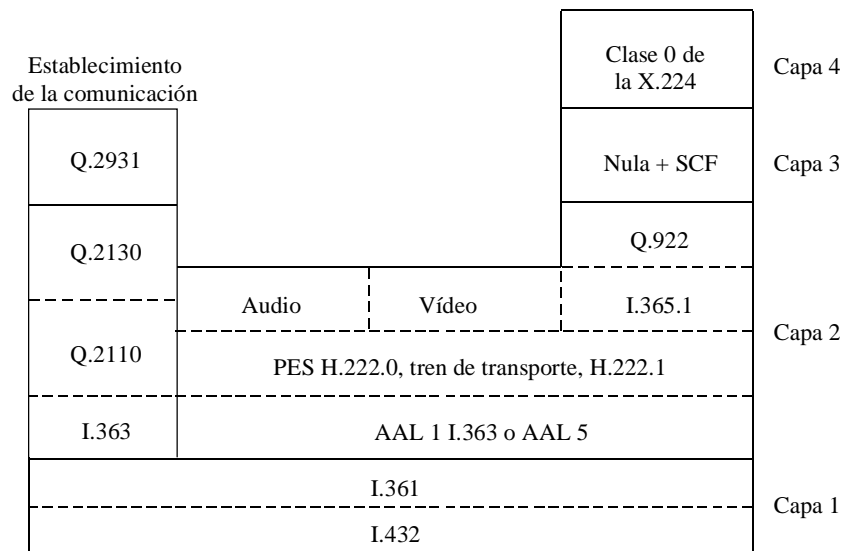 Clase 0 de
la X.224
Capa 4
Establecimiento
de la comunicación
Q.2931
Nula + SCF
Capa 3
Q.922
Q.2130
Audio
Vídeo
I.365.1
Capa 2
Q.2110
PES H.222.0, tren de transporte, H.222.1
I.363
AAL 1 I.363 o AAL 5
I.361
Capa 1
I.432